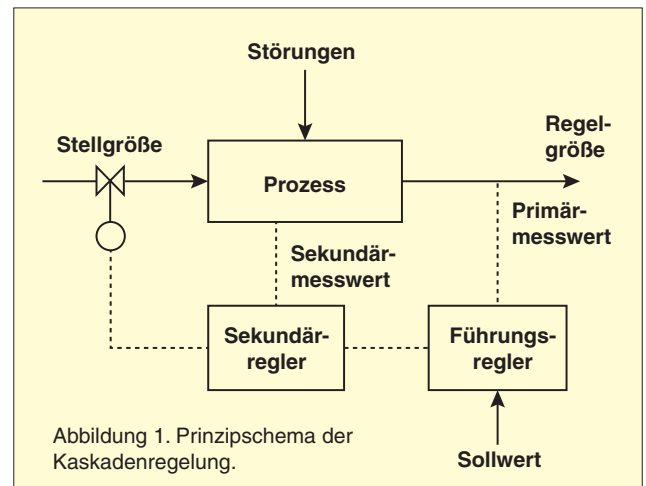 Störungen
Stellgröße
Regel-
größe
Prozess
Primär-
messwert
Sekundär-
messwert
Sekundär-
regler
Führungs-
regler
Abbildung 1. Prinzipschema der
Kaskadenregelung.
Sollwert